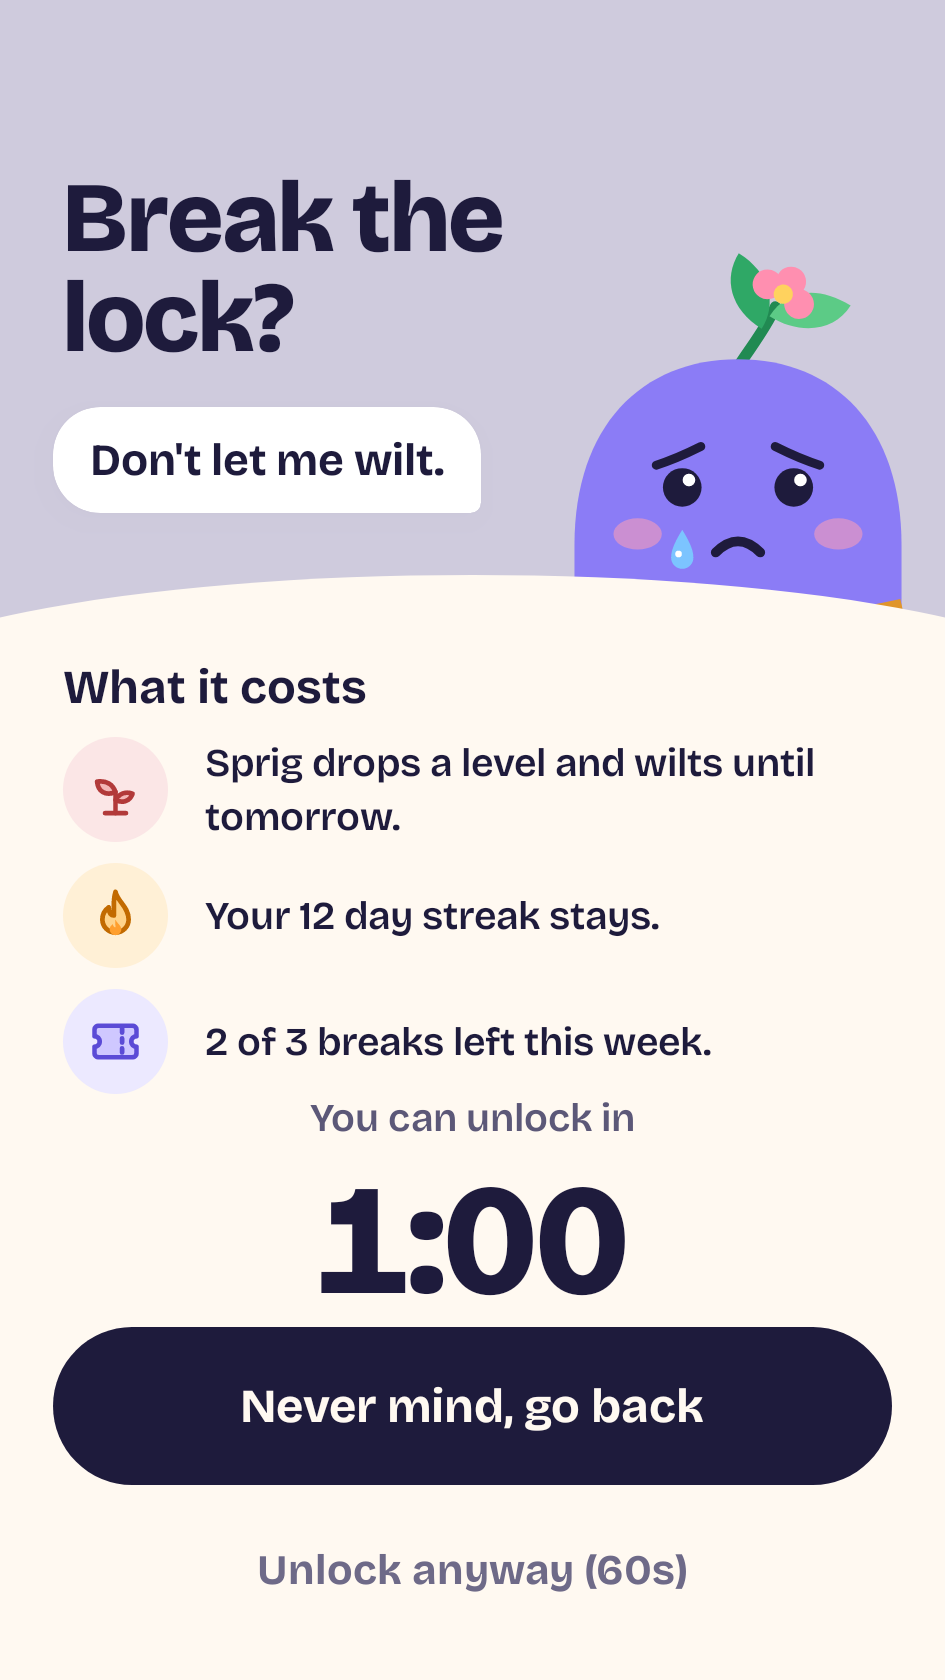 Break the
lock?
Don't let me wilt.
What it costs
Sprig drops a level and wilts until
tomorrow.
Your 12 day streak stays.
2 of 3 breaks left this week.
You can unlock in
1:00
Never mind, go back
Unlock anyway (60s)